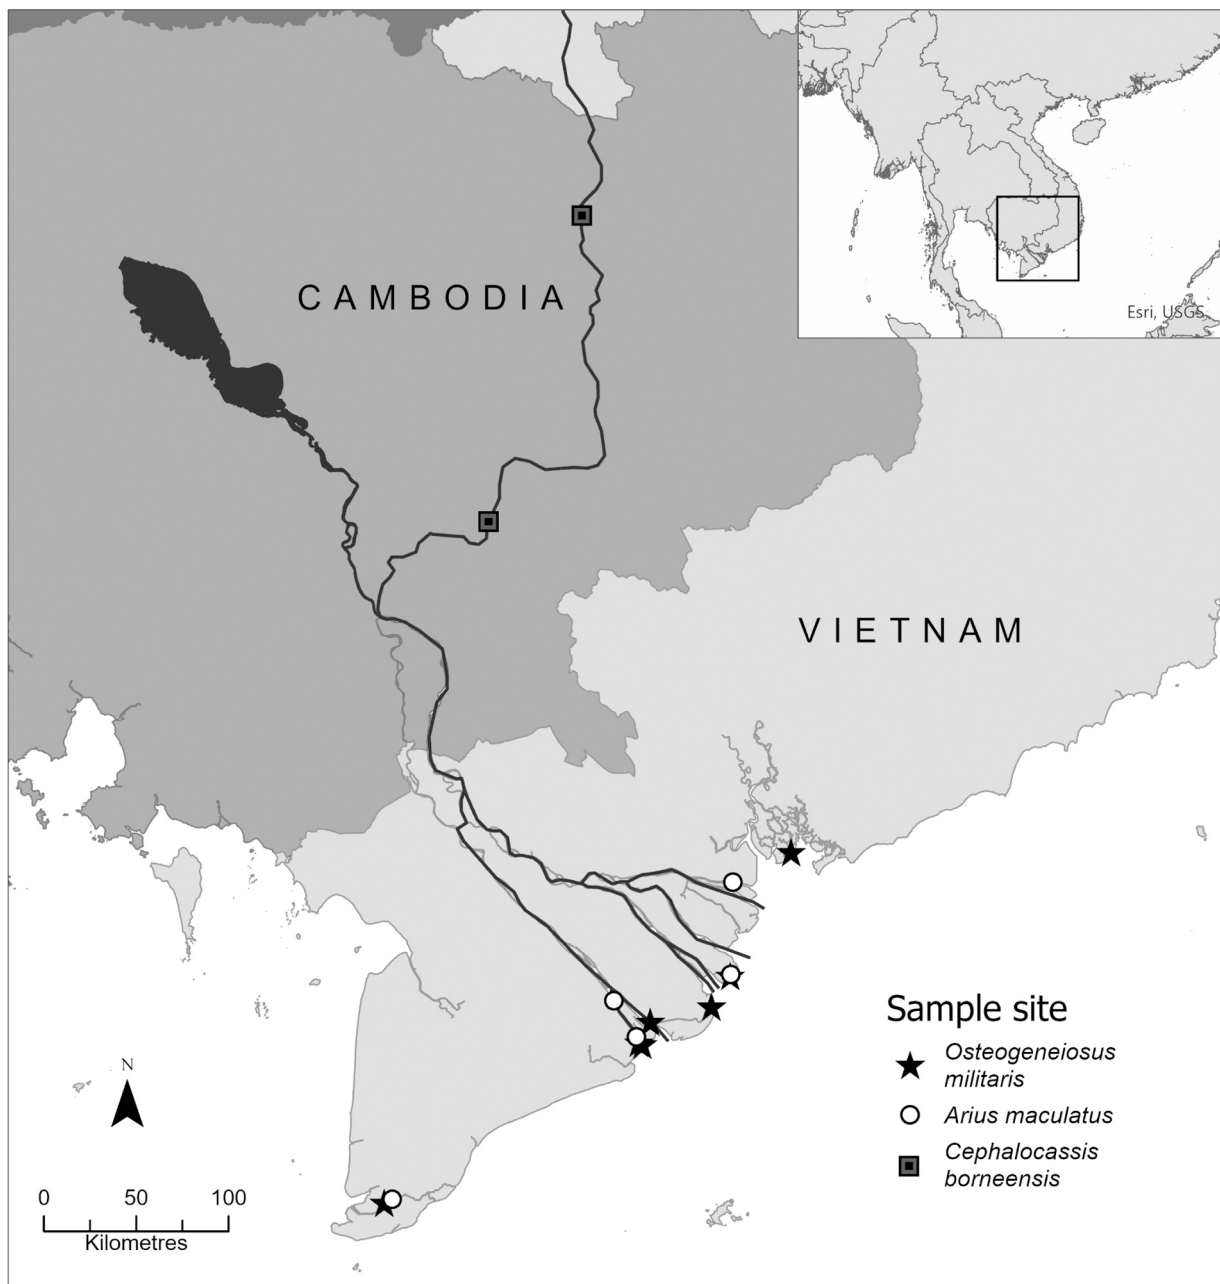 Esri, USGS
CAMBODIA
VIETNAM
Sample site
Osteogeneiosus
militaris
Arius maculatus
Cephalocassis
borneensis
N
0 50 100
Kilometres